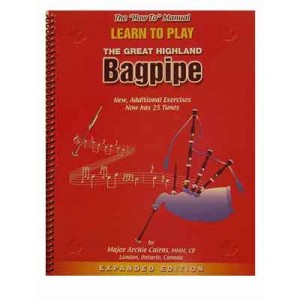 The "How To" Manual
LEARN TO PLAY
THE GREAT HIGHLAND
Bagpipe
New, Additional Exercises
Now has 25 Tunes
by
Major Archie Cairns, MMM, CD
London, Ontario, Canada
EXPANDED EDITION